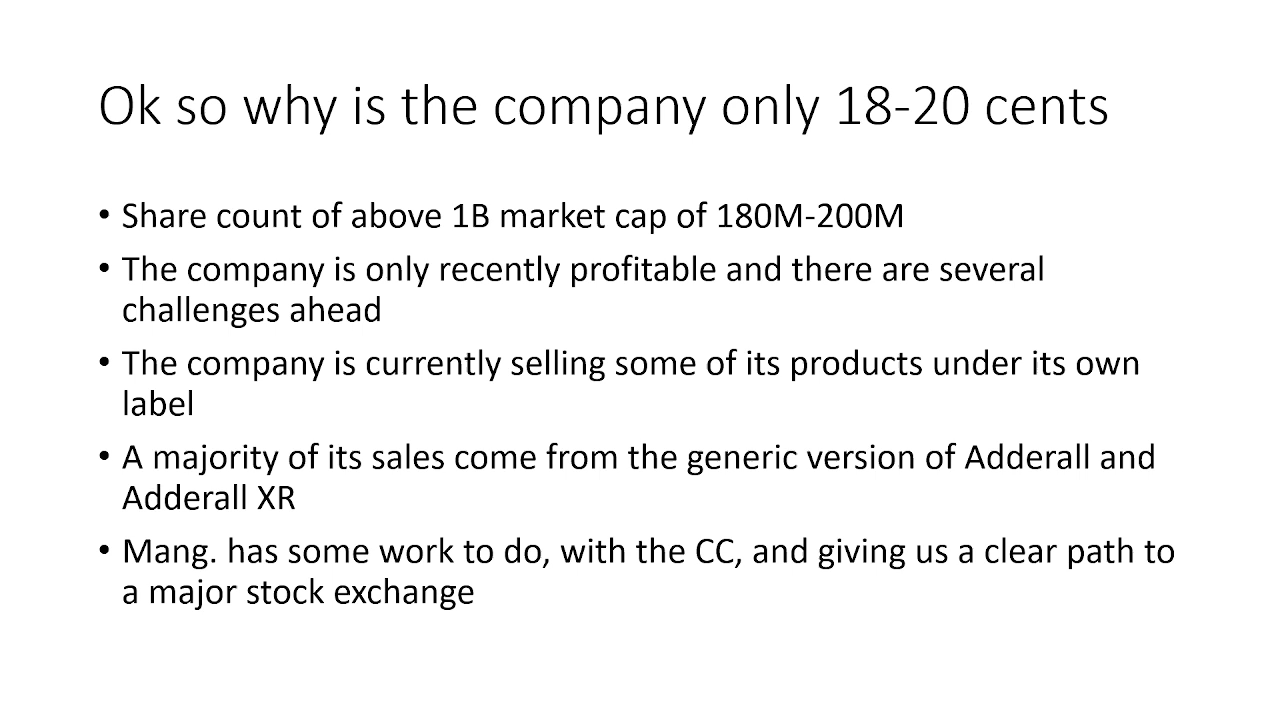 Ok so why is the company only 18-20 cents
• Share count of above 1B market cap of 180M-200M
• The company is only recently profitable and there are several
challenges ahead
• The company is currently selling some of its products under its own
label
• A majority of its sales come from the generic version of Adderall and
Adderall XR
• Mang. has some work to do, with the CC, and giving us a clear path to
a major stock exchange